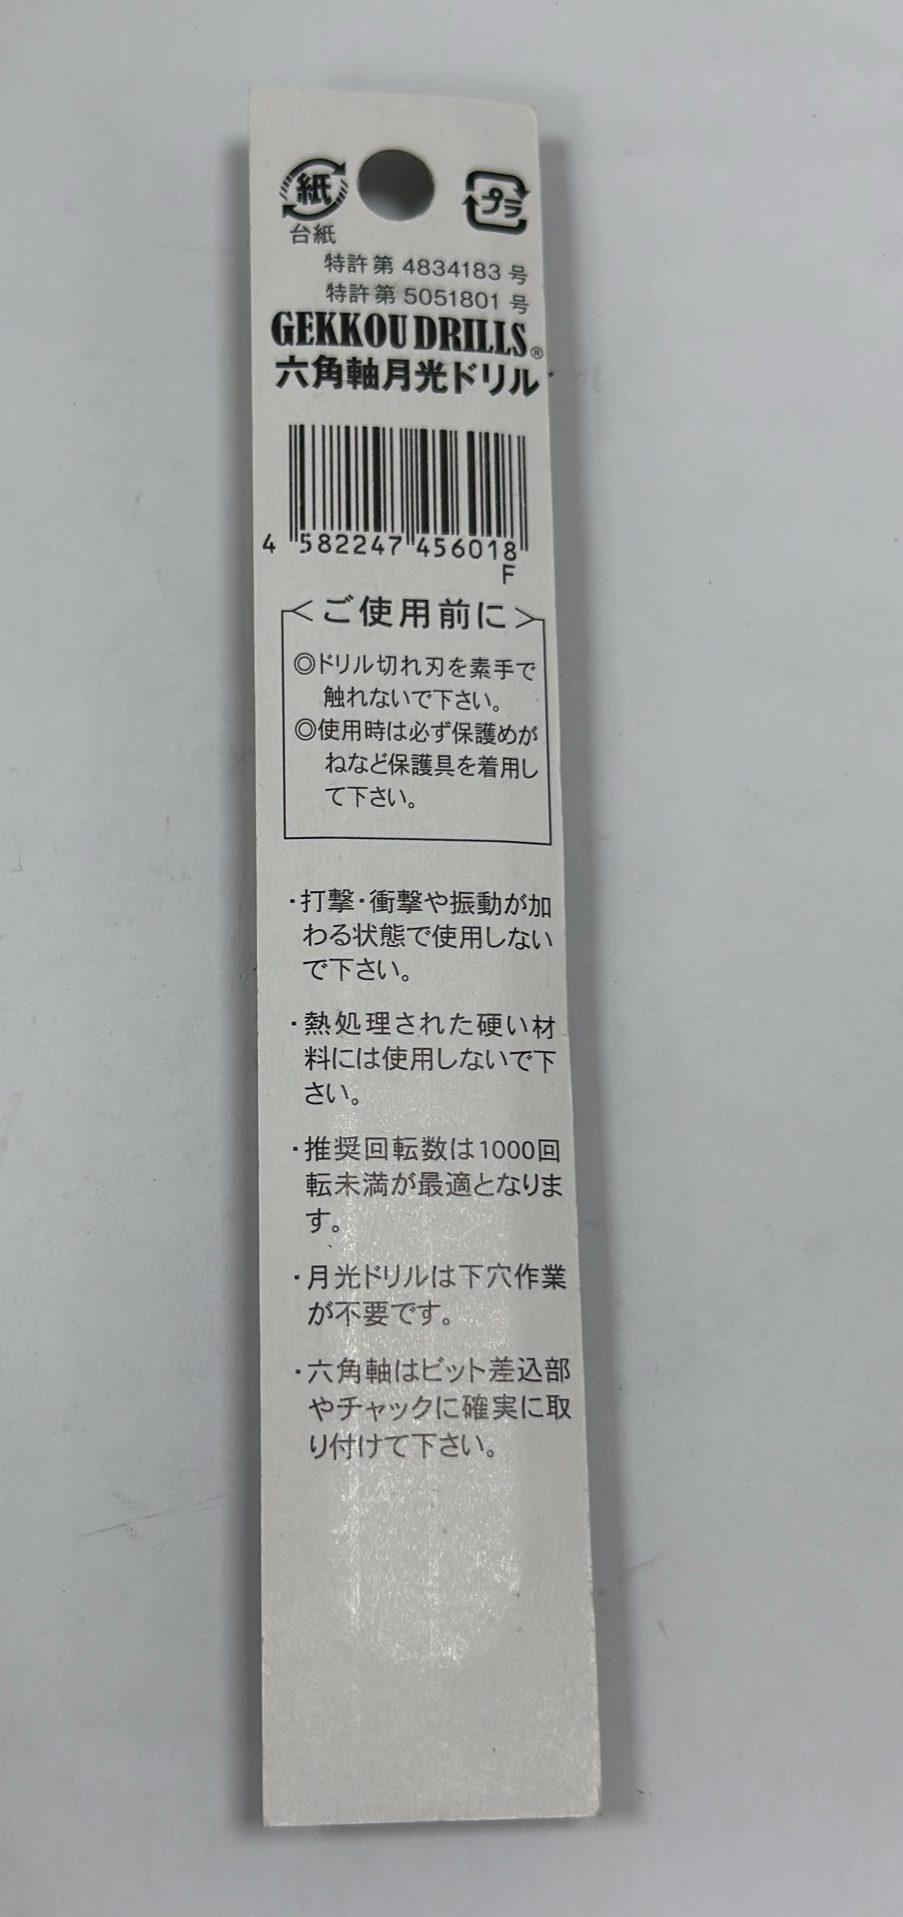 紙
プラ
台紙
特許第 4834183 号
特許第 5051801 号
GEKKOU DRILLS®
六角軸月光ドリル
4 582247 456018
F
＜ご使用前に＞
◎ドリル切れ刃を素手で
触れないで下さい。
◎使用時は必ず保護めが
ねなど保護具を着用し
て下さい。
・打撃・衝撃や振動が加
わる状態で使用しない
で下さい。
・熱処理された硬い材
料には使用しないで下
さい。
・推奨回転数は1000回
転未満が最適となりま
す。
・月光ドリルは下穴作業
が不要です。
・六角軸はビット差込部
やチャックに確実に取
り付けて下さい。